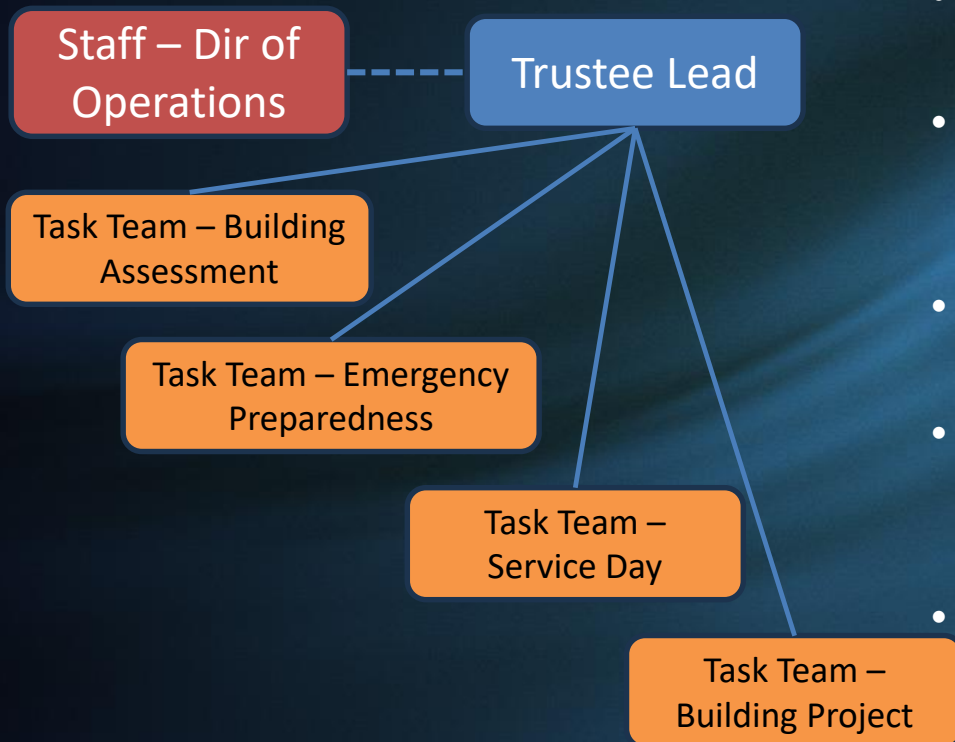 Staff – Dir of
Operations
Trustee Lead
Task Team – Building
Assessment
Task Team – Emergency
Preparedness
Task Team –
Service Day
Task Team –
Building Project